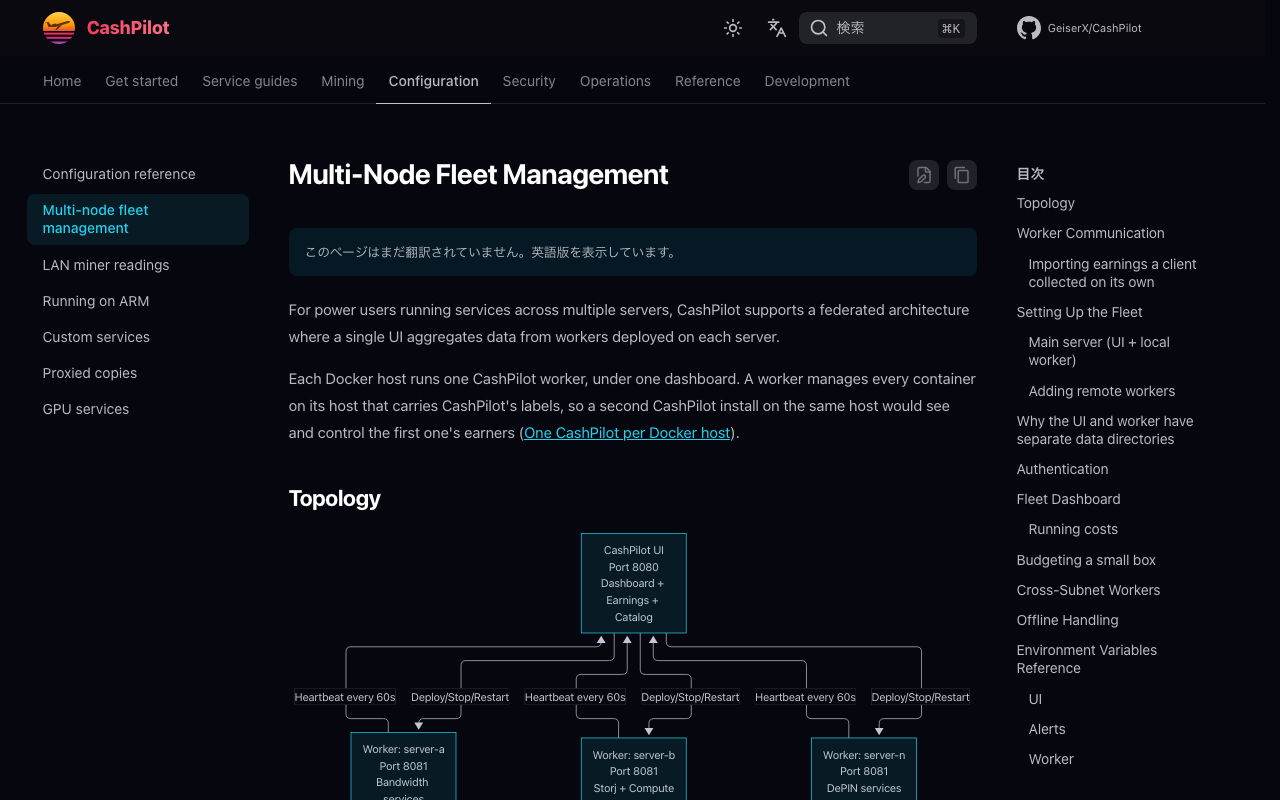 CashPilot
検索
⌘K
GeiserX/CashPilot
Home
Get started
Service guides
Mining
Configuration
Security
Operations
Reference
Development
Configuration reference
Multi-node fleet
management
LAN miner readings
Running on ARM
Custom services
Proxied copies
GPU services
Multi-Node Fleet Management
このページはまだ翻訳されていません。英語版を表示しています。
For power users running services across multiple servers, CashPilot supports a federated architecture
where a single UI aggregates data from workers deployed on each server.
Each Docker host runs one CashPilot worker, under one dashboard. A worker manages every container
on its host that carries CashPilot's labels, so a second CashPilot install on the same host would see
and control the first one's earners (One CashPilot per Docker host).
Topology
CashPilot UI
Port 8080
Dashboard +
Earnings +
Catalog
Heartbeat every 60s
Deploy/Stop/Restart
Heartbeat every 60s
Deploy/Stop/Restart
Heartbeat every 60s
Deploy/Stop/Restart
Worker: server-a
Port 8081
Bandwidth
services
Worker: server-b
Port 8081
Storj + Compute
Worker: server-n
Port 8081
DePIN services
目次
Topology
Worker Communication
Importing earnings a client
collected on its own
Setting Up the Fleet
Main server (UI + local
worker)
Adding remote workers
Why the UI and worker have
separate data directories
Authentication
Fleet Dashboard
Running costs
Budgeting a small box
Cross-Subnet Workers
Offline Handling
Environment Variables
Reference
UI
Alerts
Worker